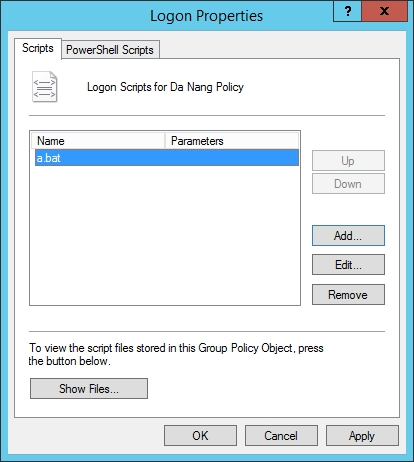 Logon Properties
? x
Scripts PowerShell Scripts
Logon Scripts for Da Nang Policy
Name Parameters
a.bat
Up
Down
Add...
Edit...
Remove
To view the script files stored in this Group Policy Object, press
the button below.
Show Files...
OK Cancel Apply